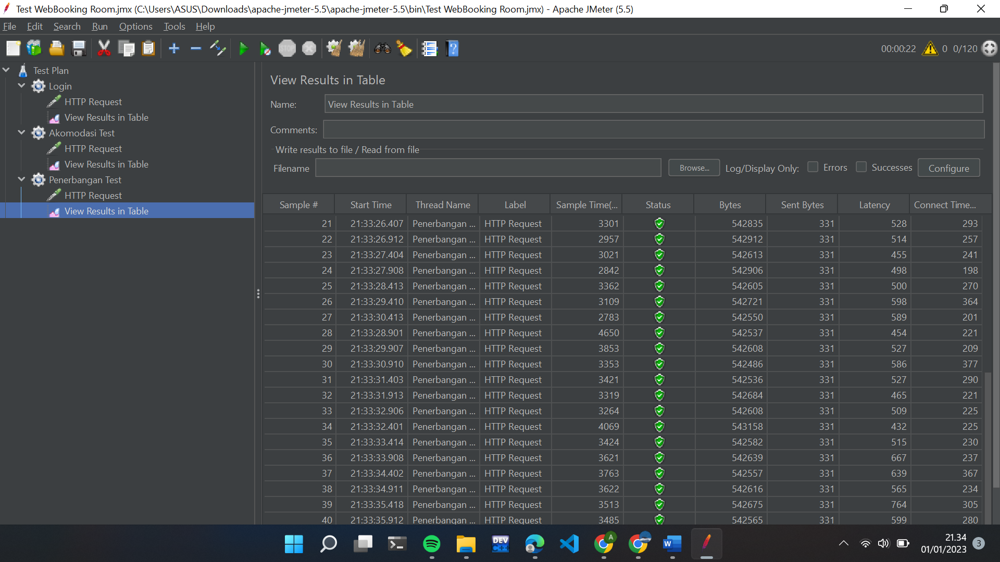 Test WebBooking Room.jmx (C:\Users\ASUS\Downloads\apache-jmeter-5.5\apache-jmeter-5.5\bin\Test WebBooking Room.jmx) - Apache JMeter (5.5)
File Edit Search Run Options Tools Help
STOP 00:00:22 0 0/120
Test Plan
Login
HTTP Request
View Results in Table
Akomodasi Test
HTTP Request
View Results in Table
Penerbangan Test
HTTP Request
View Results in Table
View Results in Table
Name: View Results in Table
Comments:
Write results to file / Read from file
Filename Browse... Log/Display Only: Errors Successes Configure
Sample # Start Time Thread Name Label Sample Time(... Status Bytes Sent Bytes Latency Connect Time...
21 21:33:26.407 Penerbangan ... HTTP Request 3301 542835 331 528 293
22 21:33:26.912 Penerbangan ... HTTP Request 2957 542912 331 514 257
23 21:33:27.404 Penerbangan ... HTTP Request 3021 542613 331 455 241
24 21:33:27.908 Penerbangan ... HTTP Request 2842 542906 331 498 198
25 21:33:28.413 Penerbangan ... HTTP Request 3362 542605 331 500 270
26 21:33:29.410 Penerbangan ... HTTP Request 3109 542721 331 598 364
27 21:33:30.413 Penerbangan ... HTTP Request 2783 542550 331 589 201
28 21:33:28.901 Penerbangan ... HTTP Request 4650 542537 331 454 221
29 21:33:29.907 Penerbangan ... HTTP Request 3853 542608 331 527 209
30 21:33:30.910 Penerbangan ... HTTP Request 3353 542486 331 586 377
31 21:33:31.403 Penerbangan ... HTTP Request 3421 542536 331 527 290
32 21:33:31.913 Penerbangan ... HTTP Request 3319 542684 331 465 221
33 21:33:32.906 Penerbangan ... HTTP Request 3264 542608 331 509 225
34 21:33:32.401 Penerbangan ... HTTP Request 4069 543158 331 432 225
35 21:33:33.414 Penerbangan ... HTTP Request 3424 542582 331 515 230
36 21:33:33.908 Penerbangan ... HTTP Request 3621 542639 331 667 237
37 21:33:34.402 Penerbangan ... HTTP Request 3763 542557 331 639 367
38 21:33:34.911 Penerbangan ... HTTP Request 3622 542616 331 565 234
39 21:33:35.418 Penerbangan ... HTTP Request 3513 542675 331 764 305
40 21:33:35.912 Penerbangan ... HTTP Request 3485 542565 331 599 280
DEV C++ A W 21.34
01/01/2023 3